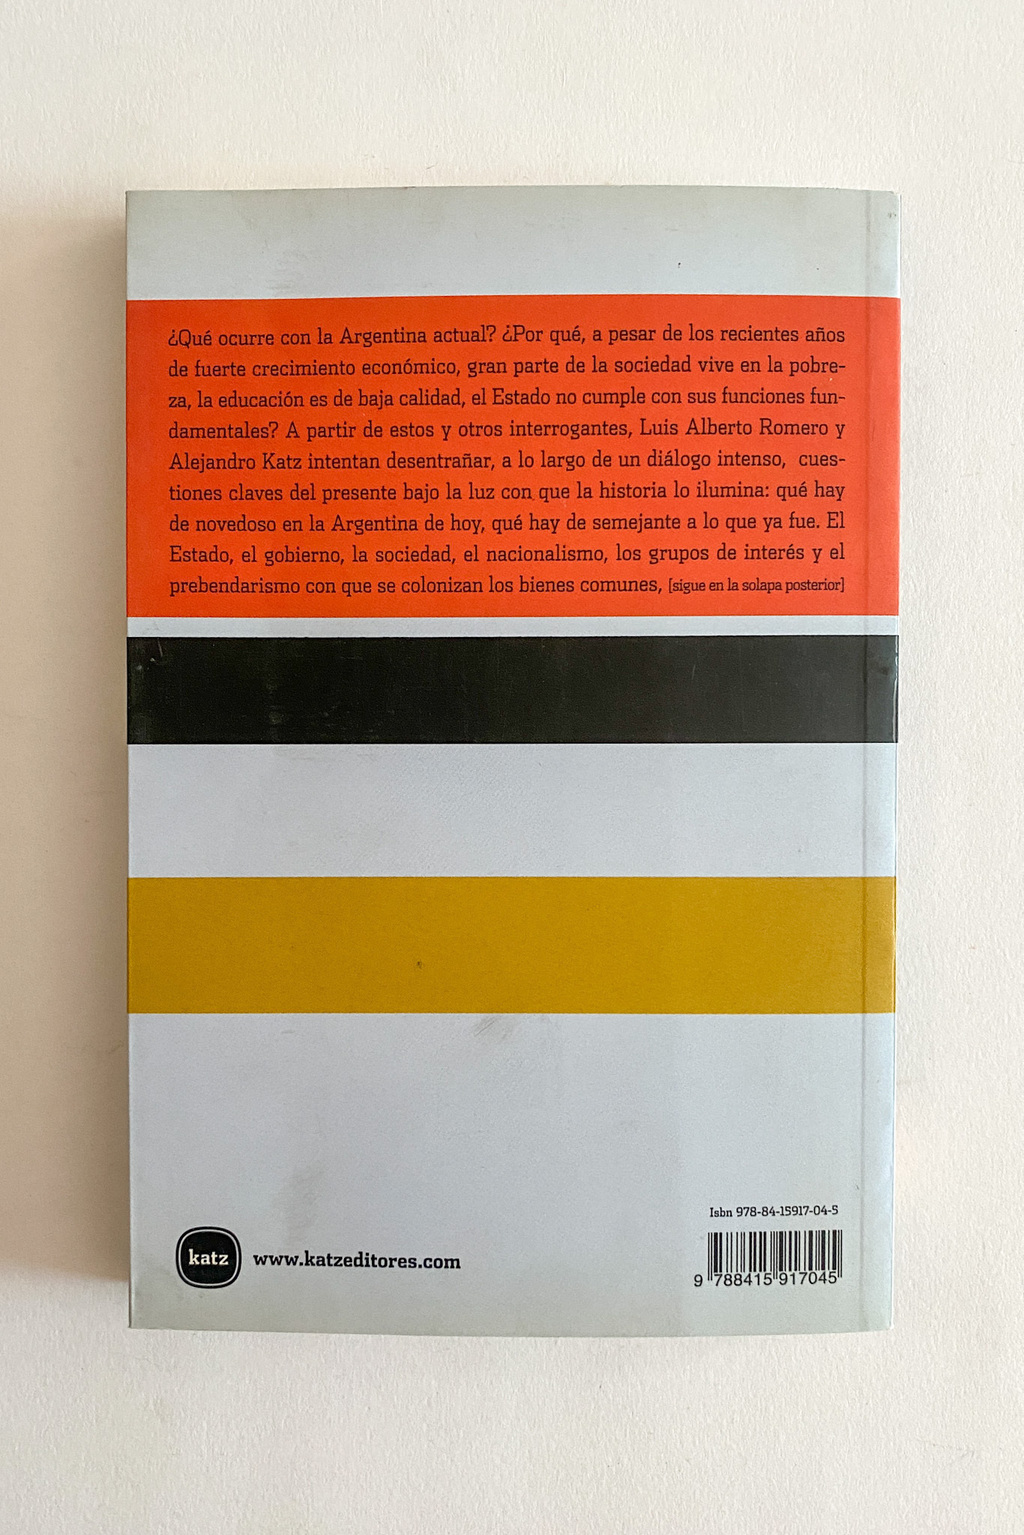 ¿Qué ocurre con la Argentina actual? ¿Por qué, a pesar de los recientes años
de fuerte crecimiento económico, gran parte de la sociedad vive en la pobre-
za, la educación es de baja calidad, el Estado no cumple con sus funciones fun-
damentales? A partir de estos y otros interrogantes, Luis Alberto Romero y
Alejandro Katz intentan desentrañar, a lo largo de un diálogo intenso, cues-
tiones claves del presente bajo la luz con que la historia lo ilumina: qué hay
de novedoso en la Argentina de hoy, qué hay de semejante a lo que ya fue. El
Estado, el gobierno, la sociedad, el nacionalismo, los grupos de interés y el
prebendarismo con que se colonizan los bienes comunes, [sigue en la solapa posterior]
Isbn 978-84-15917-04-5
katz www.katzeditores.com
9 788415 917045